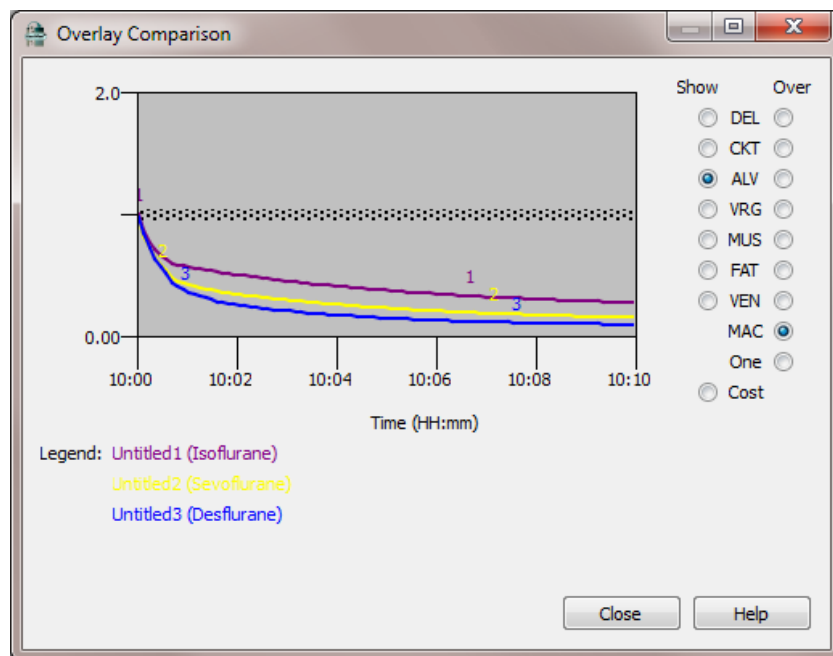 Overlay Comparison
Show Over
DEL
CKT
ALV
VRG
MUS
FAT
VEN
MAC
One
Cost
2.0
0.00
1
2
3
1
2
3
10:00 10:02 10:04 10:06 10:08 10:10
Time (HH:mm)
Legend: Untitled1 (Isoflurane)
Untitled2 (Sevoflurane)
Untitled3 (Desflurane)
Close Help